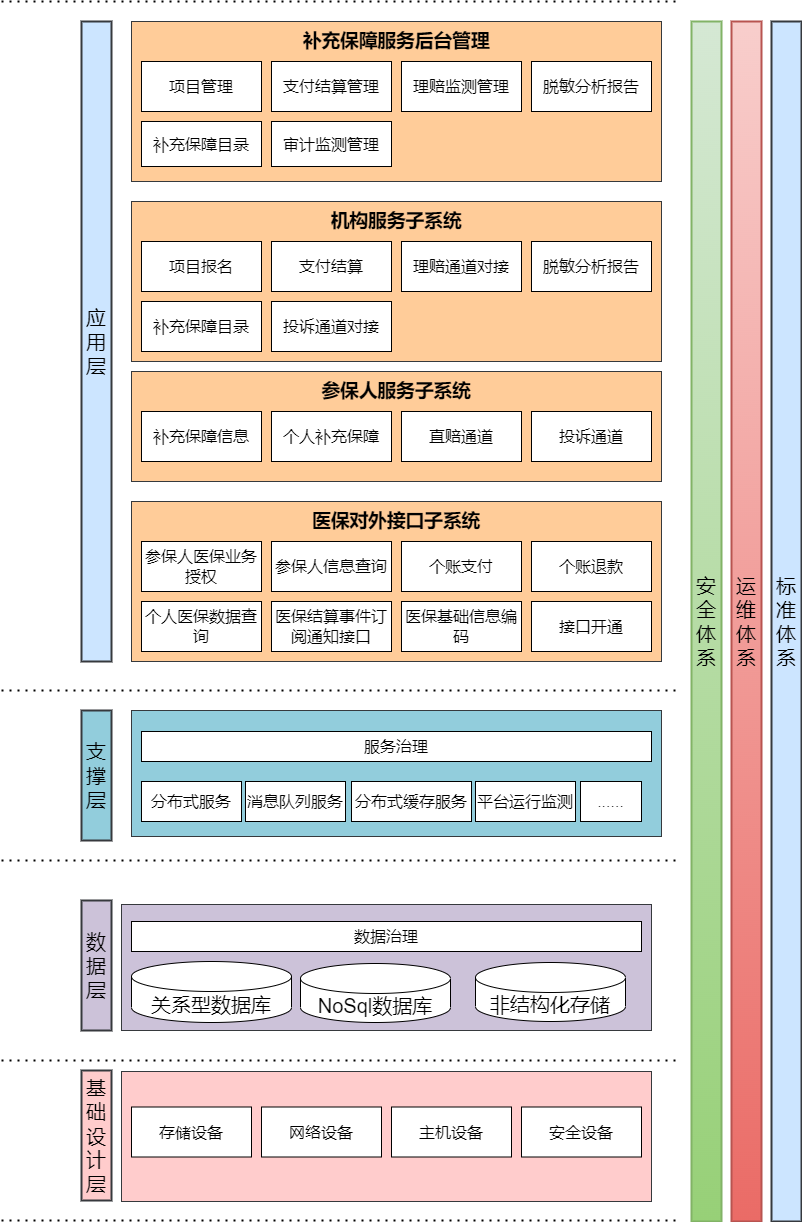 补充保障服务后台管理
项目管理
支付结算管理
理赔监测管理
脱敏分析报告
补充保障目录
审计监测管理
机构服务子系统
项目报名
支付结算
理赔通道对接
脱敏分析报告
补充保障目录
投诉通道对接
应用层
参保人服务子系统
补充保障信息
个人补充保障
直赔通道
投诉通道
医保对外接口子系统
参保人医保业务
授权
参保人信息查询
个账支付
个账退款
个人医保数据查
询
医保结算事件订
阅通知接口
医保基础信息编
码
接口开通
安全体系
运维体系
标准体系
支撑层
服务治理
分布式服务
消息队列服务
分布式缓存服务
平台运行监测
......
数据层
数据治理
关系型数据库
NoSql数据库
非结构化存储
基础设计层
存储设备
网络设备
主机设备
安全设备